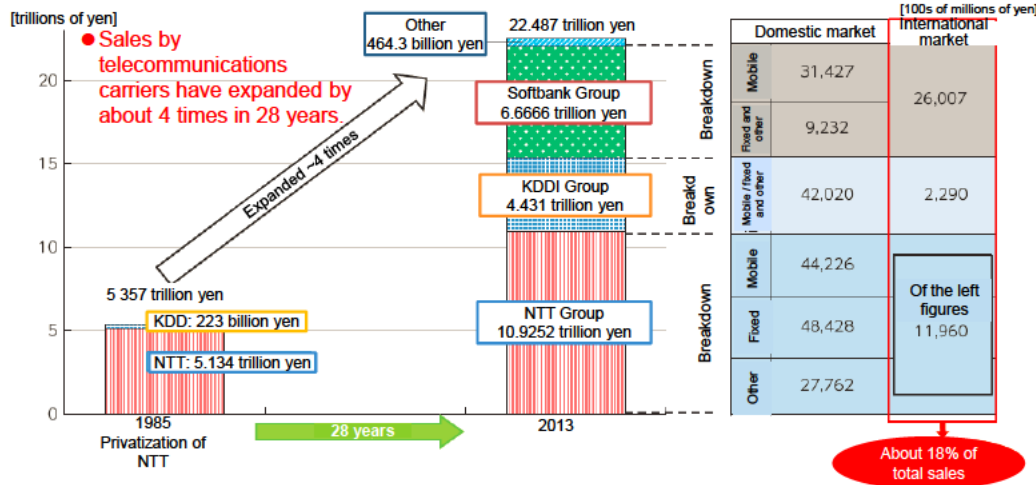 [trillions of yen]
● Sales by
telecommunications
carriers have expanded by
about 4 times in 28 years.
Other
464.3 billion yen
22.487 trillion yen
20
15
10
5
0
Expanded ~4 times
Softbank Group
6.6666 trillion yen
KDDI Group
4.431 trillion yen
NTT Group
10.9252 trillion yen
5 357 trillion yen
KDD: 223 billion yen
NTT: 5.134 trillion yen
1985
Privatization of
NTT
28 years
2013
Breakdown
Breakd
own
Breakdown
[100s of millions of yen]
Domestic market
International
market
Mobile
31,427
26,007
Fixed and
other
9,232
Mobile / fixed
and other
42,020
2,290
Mobile
44,226
Of the left
figures
11,960
Fixed
48,428
Other
27,762
About 18% of
total sales